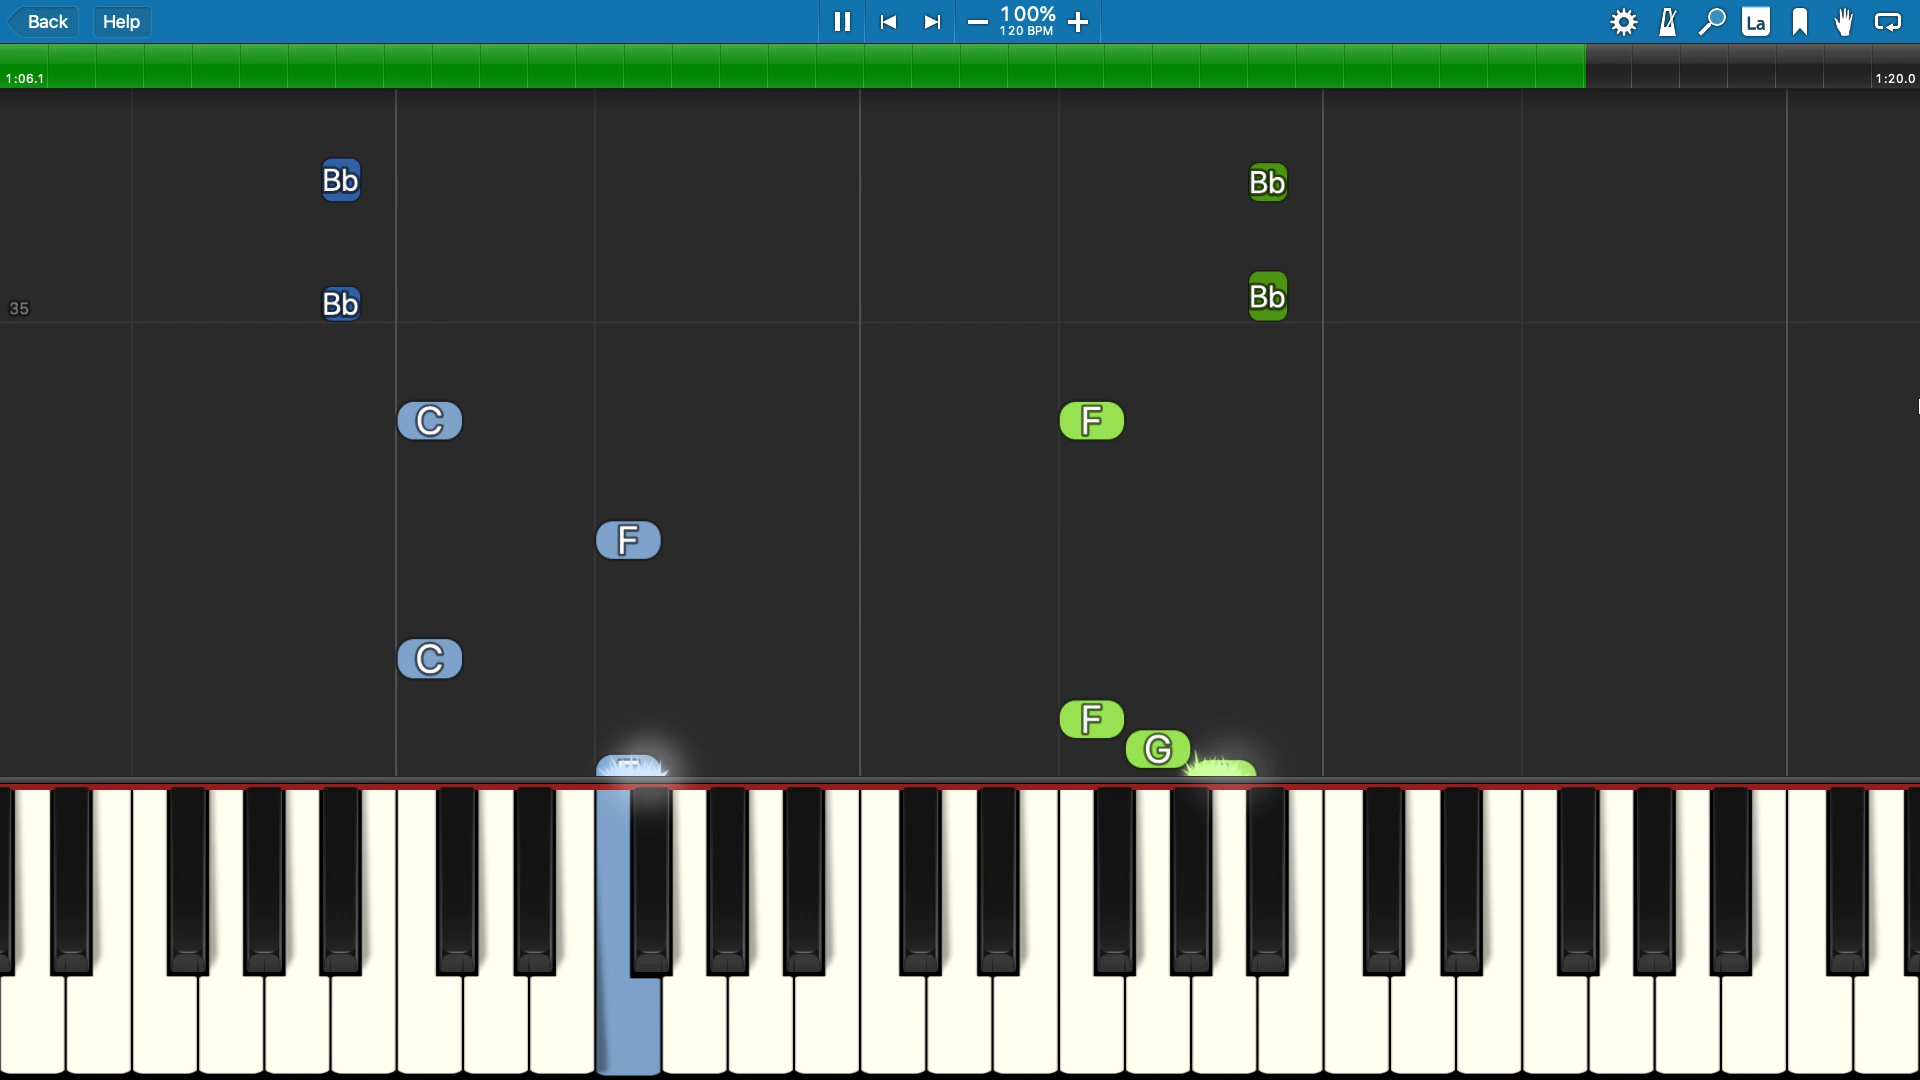 Back Help 100% La
120 BPM
1:06.1 1:20.0
Bb Bb
Bb Bb
35
C F
F
C
F
G